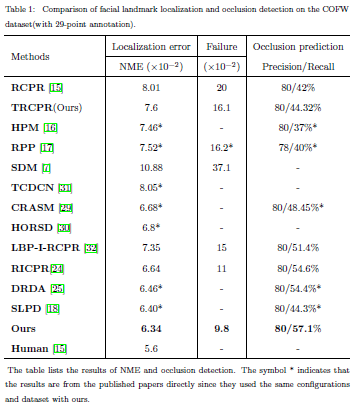 Table 1: Comparison of facial landmark localization and occlusion detection on the COFW
dataset(with 29-point annotation).
Methods Localization error Failure Occlusion prediction
NME (×10⁻²) (×10⁻²) Precision/Recall
RCPR [15] 8.01 20 80/42%
TRCPR(Ours) 7.6 16.1 80/44.32%
HPM [16] 7.46* - 80/37%*
RPP [17] 7.52* 16.2* 78/40%*
SDM [7] 10.88 37.1 -
TCDCN [31] 8.05* - -
CRASM [29] 6.68* - 80/48.45%*
HORSD [30] 6.8* - -
LBP-I-RCPR [32] 7.35 15 80/51.4%
RICPR[24] 6.64 11 80/54.6%
DRDA [25] 6.46* - 80/54.4%*
SLPD [18] 6.40* - 80/44.3%*
Ours 6.34 9.8 80/57.1%
Human [15] 5.6 - -
The table lists the results of NME and occlusion detection. The symbol * indicates that
the results are from the published papers directly since they used the same configurations
and dataset with ours.